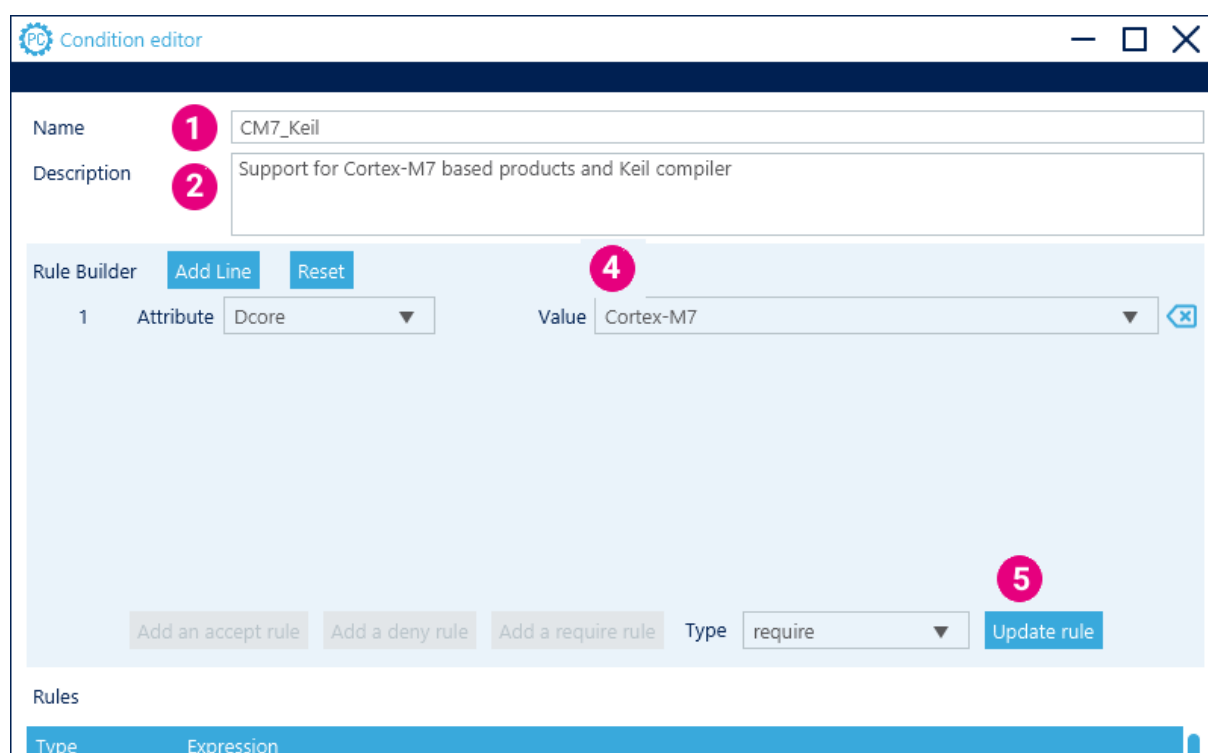 PC Condition editor
Name 1 CM7_Keil
Description 2 Support for Cortex-M7 based products and Keil compiler
Rule Builder Add Line Reset 4
1 Attribute Dcore Value Cortex-M7
5
Add an accept rule Add a deny rule Add a require rule Type require Update rule
Rules
Type Expression